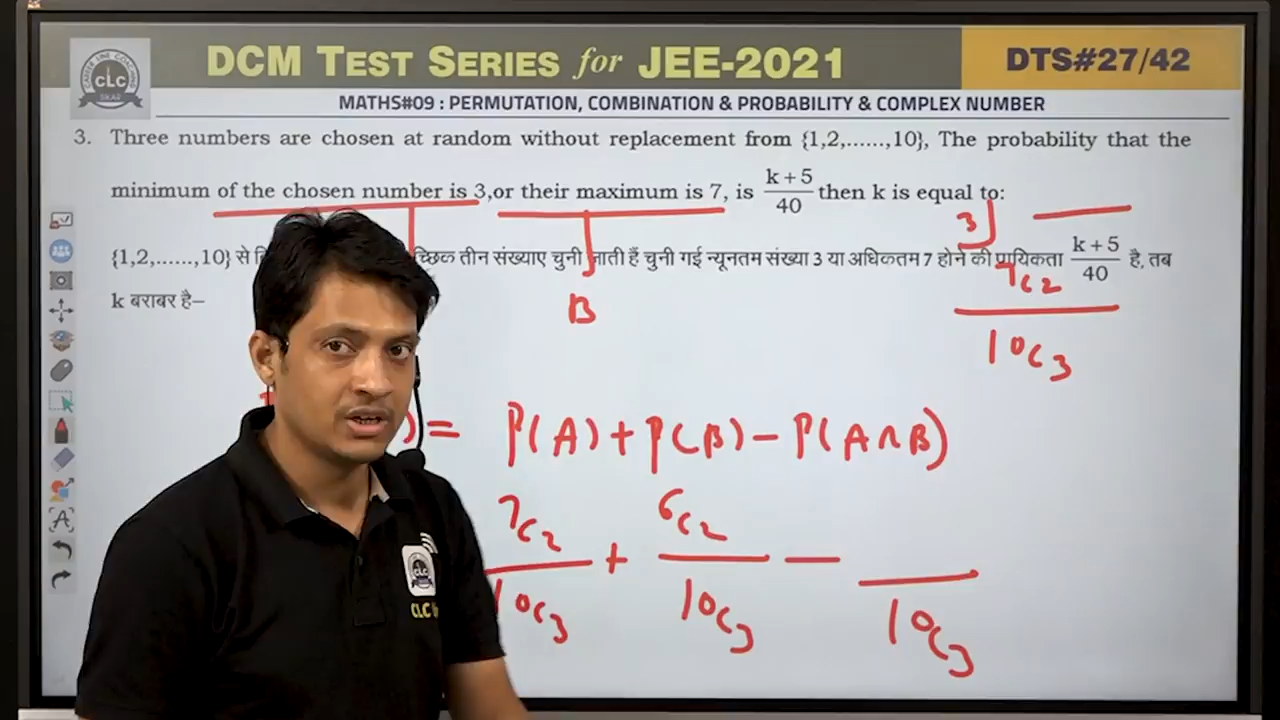 DCM TEST SERIES for JEE-2021
DTS#27/42
CLC
SIKAR
MATHS#09 : PERMUTATION, COMBINATION & PROBABILITY & COMPLEX NUMBER
3. Three numbers are chosen at random without replacement from {1,2,......,10}, The probability that the
minimum of the chosen number is 3,or their maximum is 7, is k+5/40 then k is equal to:
3
{1,2,......,10} से च्छिक तीन संख्याए चुनी जाती हैं चुनी गई न्यूनतम संख्या 3 या अधिकतम 7 होने की प्रायिकता k+5/40 है, तब
k बराबर है–
B
7C2
10C3
) = P(A) + P(B) – P(A∩B)
7C2/10C3 + 6C2/10C3 – /10C3
CLC